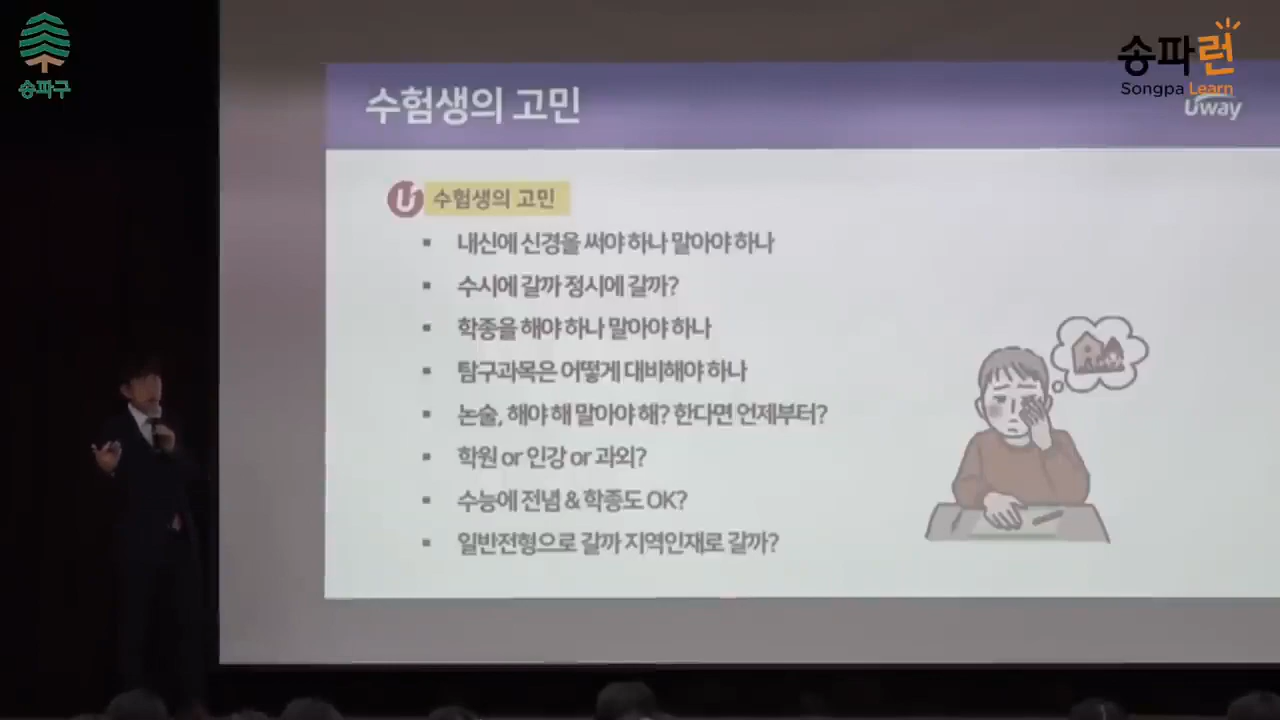 송파구
송파런
Songpa Learn
Uway
수험생의 고민
수험생의 고민
내신에 신경을 써야 하나 말아야 하나
수시에 갈까 정시에 갈까?
학종을 해야 하나 말아야 하나
탐구과목은 어떻게 대비해야 하나
논술, 해야 해 말아야 해? 한다면 언제부터?
학원 or 인강 or 과외?
수능에 전념 & 학종도 OK?
일반전형으로 갈까 지역인재로 갈까?